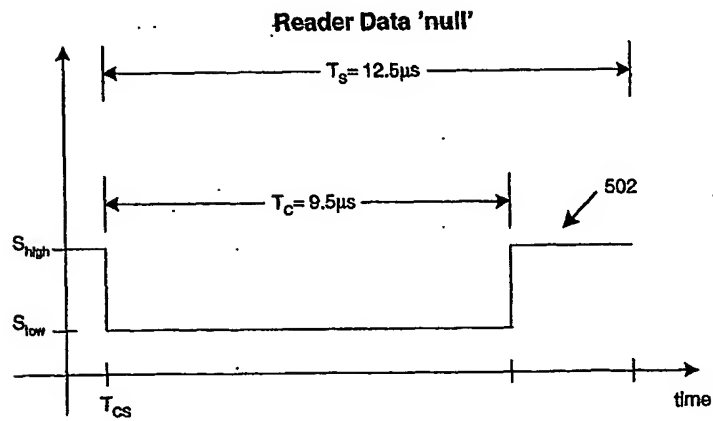 Reader Data 'null'
T_S= 12.5µs
T_C= 9.5µs
502
S_high
S_low
T_CS
time